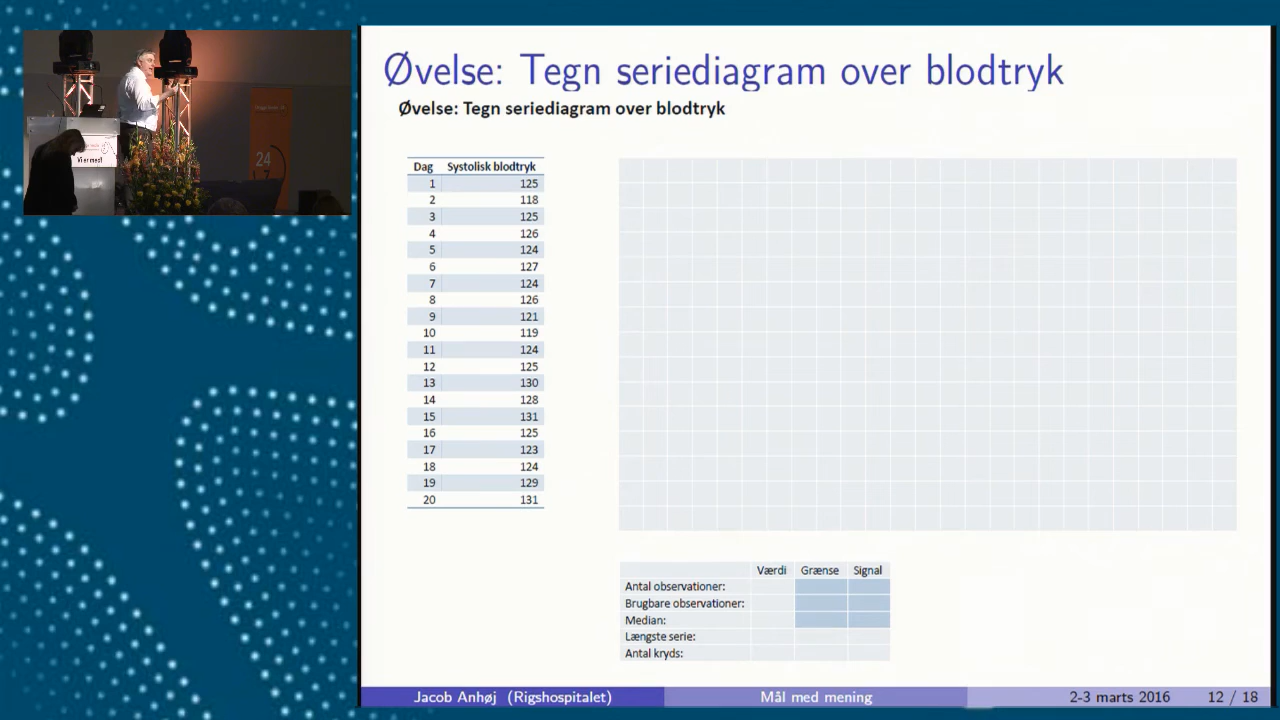 Øvelse: Tegn seriediagram over blodtryk
Øvelse: Tegn seriediagram over blodtryk
Dag Systolisk blodtryk
1 125
2 118
3 125
4 126
5 124
6 127
7 124
8 126
9 121
10 119
11 124
12 125
13 130
14 128
15 131
16 125
17 123
18 124
19 129
20 131
Værdi Grænse Signal
Antal observationer:
Brugbare observationer:
Median:
Længste serie:
Antal kryds:
Jacob Anhøj (Rigshospitalet) Mål med mening 2-3 marts 2016 12 / 18
Vi er med!
24